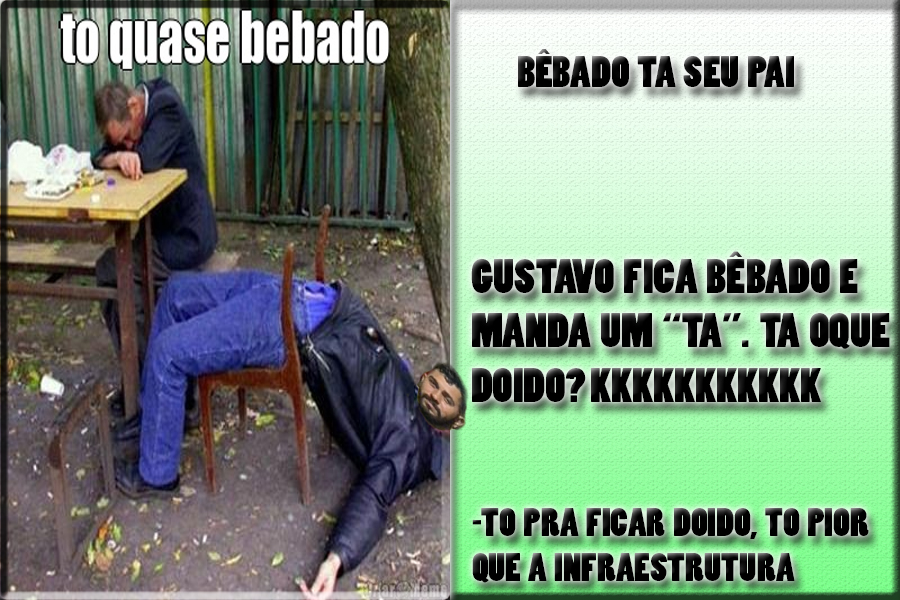 to quase bebado
BÊBADO TA SEU PAI
GUSTAVO FICA BÊBADO E
MANDA UM “TA”. TA OQUE
DOIDO? KKKKKKKKKKK
-TO PRA FICAR DOIDO, TO PIOR
QUE A INFRAESTRUTURA